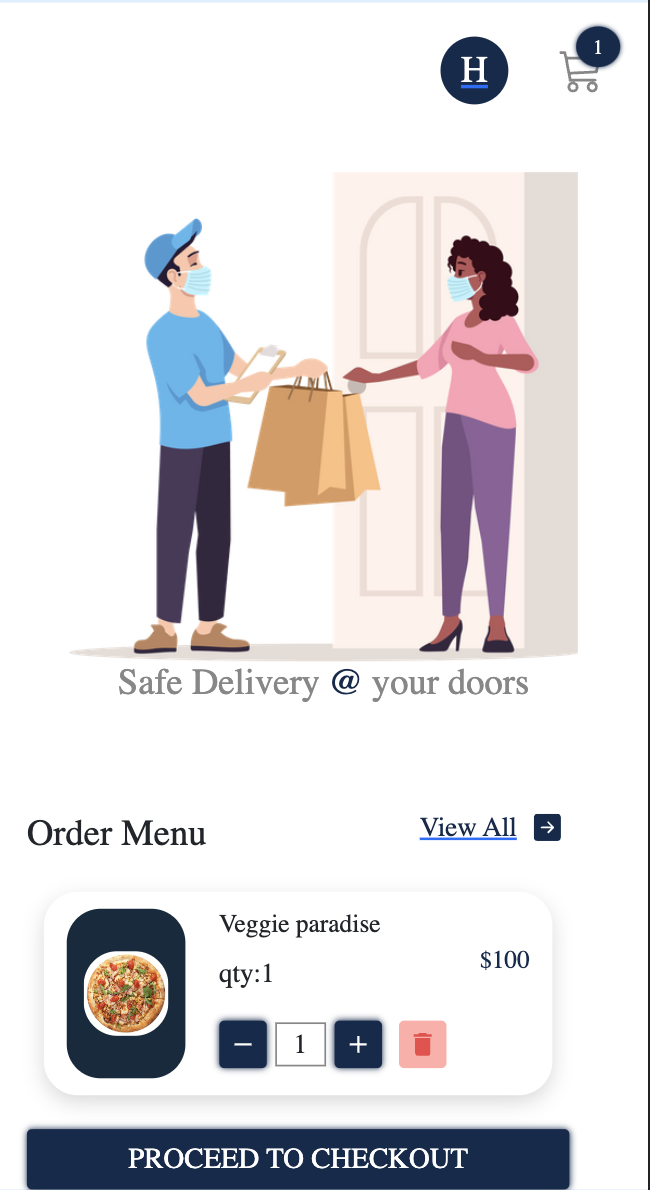 H
1
Safe Delivery @ your doors
Order Menu
View All
Veggie paradise
qty:1
$100
− 1 +
PROCEED TO CHECKOUT